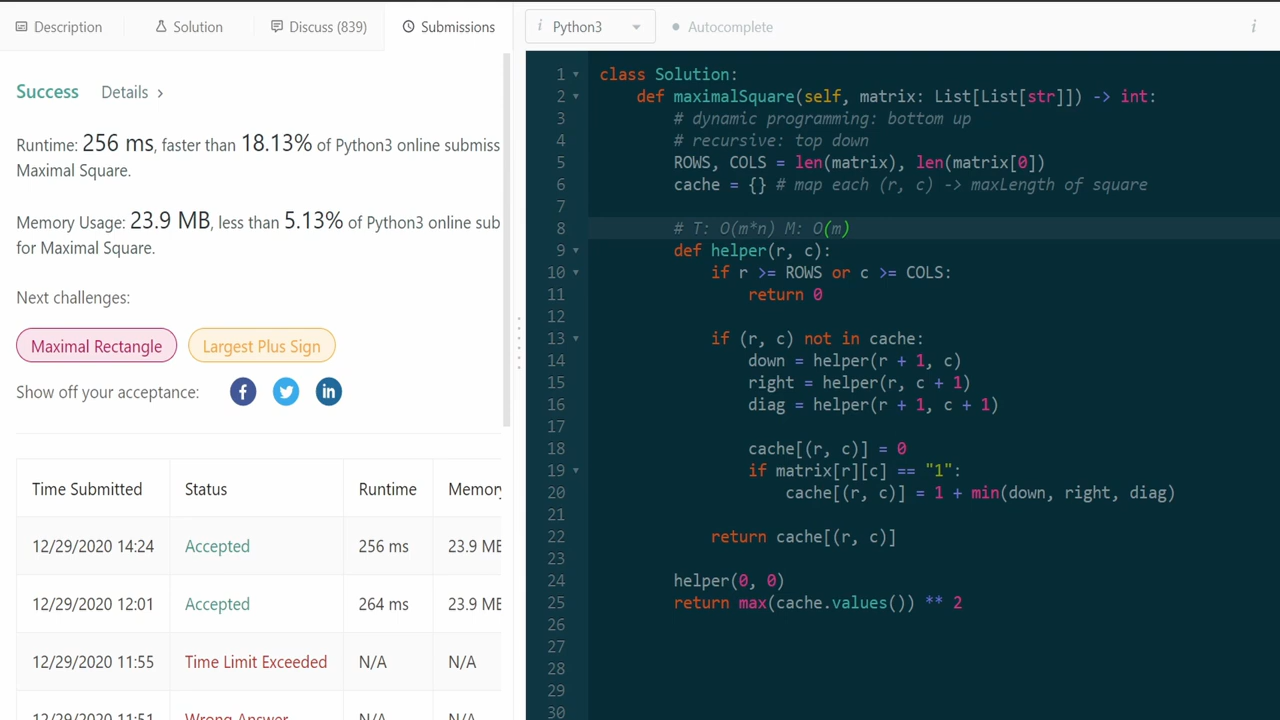 Description
Solution
Discuss (839)
Submissions
Success
Details >
Runtime: 256 ms, faster than 18.13% of Python3 online submiss
Maximal Square.
Memory Usage: 23.9 MB, less than 5.13% of Python3 online sub
for Maximal Square.
Next challenges:
Maximal Rectangle
Largest Plus Sign
Show off your acceptance:
Time Submitted Status Runtime Memory
12/29/2020 14:24 Accepted 256 ms 23.9 ME
12/29/2020 12:01 Accepted 264 ms 23.9 ME
12/29/2020 11:55 Time Limit Exceeded N/A N/A
12/29/2020 11:51 Wrong Answer N/A N/A
i Python3
Autocomplete
i
1 class Solution:
2 def maximalSquare(self, matrix: List[List[str]]) -> int:
3 # dynamic programming: bottom up
4 # recursive: top down
5 ROWS, COLS = len(matrix), len(matrix[0])
6 cache = {} # map each (r, c) -> maxLength of square
7
8 # T: O(m*n) M: O(m)
9 def helper(r, c):
10 if r >= ROWS or c >= COLS:
11 return 0
12
13 if (r, c) not in cache:
14 down = helper(r + 1, c)
15 right = helper(r, c + 1)
16 diag = helper(r + 1, c + 1)
17
18 cache[(r, c)] = 0
19 if matrix[r][c] == "1":
20 cache[(r, c)] = 1 + min(down, right, diag)
21
22 return cache[(r, c)]
23
24 helper(0, 0)
25 return max(cache.values()) ** 2
26
27
28
29
30